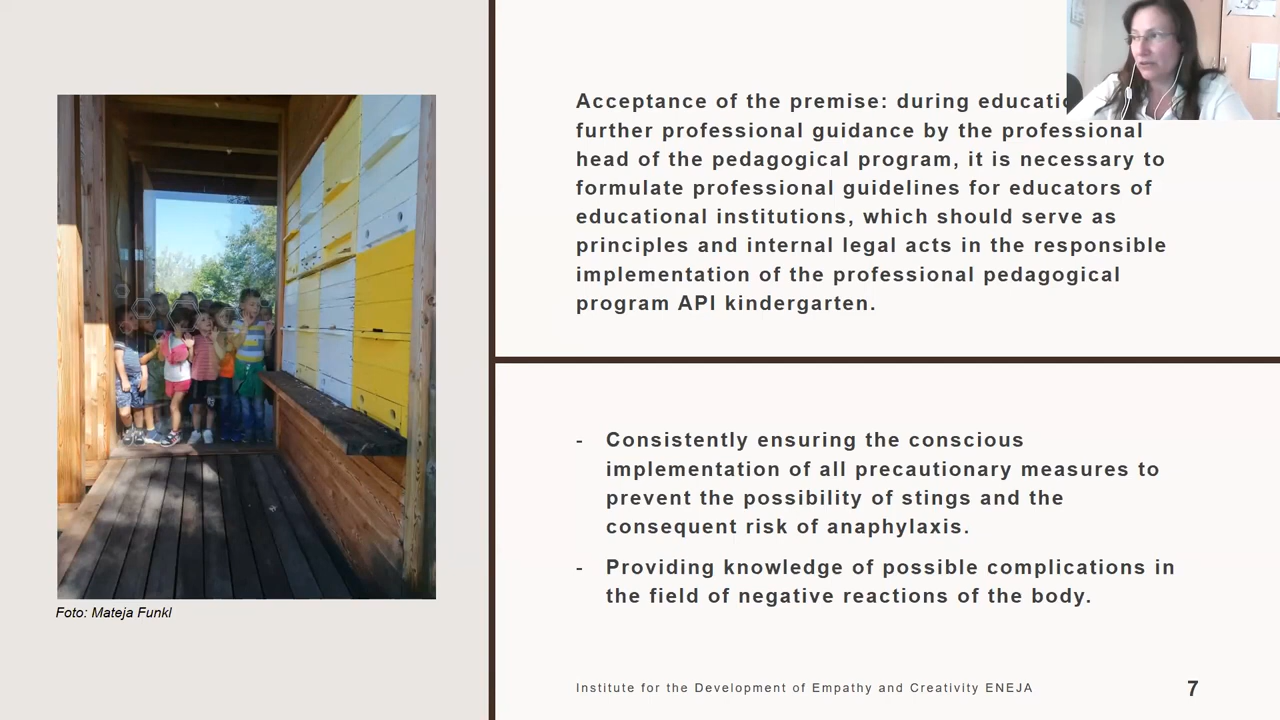 Acceptance of the premise: during
further professional guidance by the professional
head of the pedagogical program, it is necessary to
formulate professional guidelines for educators of
educational institutions, which should serve as
principles and internal legal acts in the responsible
implementation of the professional pedagogical
program API kindergarten.
- Consistently ensuring the conscious
implementation of all precautionary measures to
prevent the possibility of stings and the
consequent risk of anaphylaxis.
- Providing knowledge of possible complications in
the field of negative reactions of the body.
Foto: Mateja Funkl
Institute for the Development of Empathy and Creativity ENEJA
7